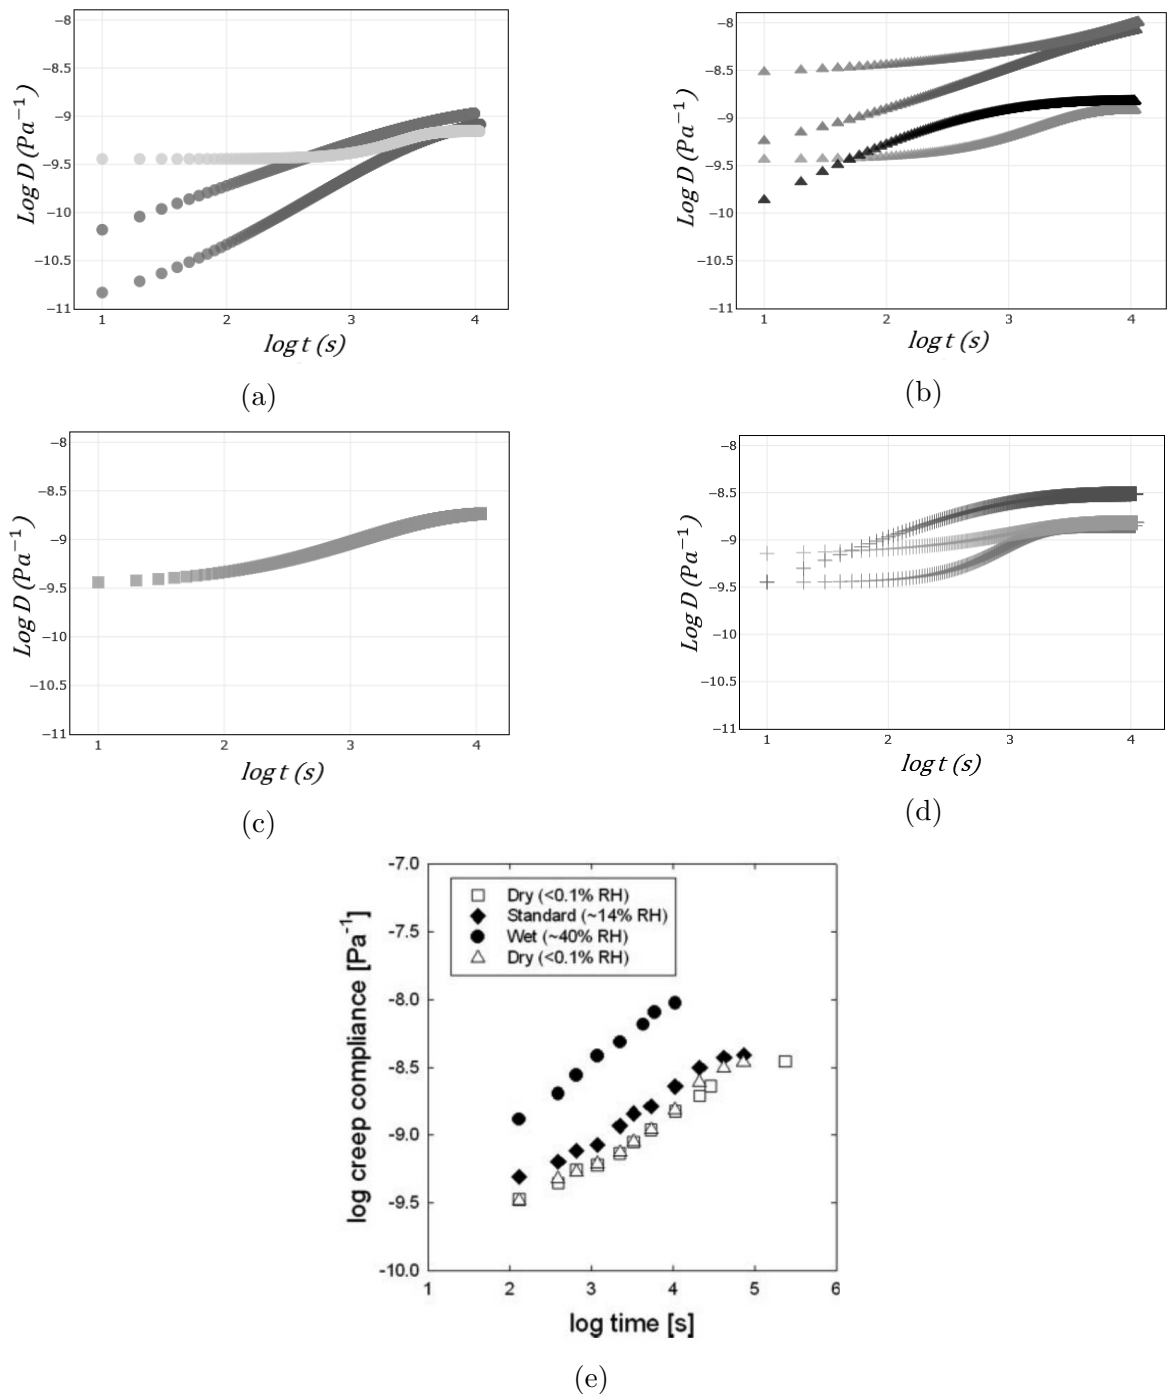 −8
−8.5
−9
−9.5
−10
−10.5
−11
Log D (Pa⁻¹)
1 2 3 4
log t (s)
(a)
−8
−8.5
−9
−9.5
−10
−10.5
−11
Log D (Pa⁻¹)
1 2 3 4
log t (s)
(b)
−8
−8.5
−9
−9.5
−10
−10.5
−11
Log D (Pa⁻¹)
1 2 3 4
log t (s)
(c)
−8
−8.5
−9
−9.5
−10
−10.5
−11
Log D (Pa⁻¹)
1 2 3 4
log t (s)
(d)
-7.0
-7.5
-8.0
-8.5
-9.0
-9.5
-10.0
log creep compliance [Pa⁻¹]
Dry (<0.1% RH)
Standard (~14% RH)
Wet (~40% RH)
Dry (<0.1% RH)
1 2 3 4 5 6
log time [s]
(e)